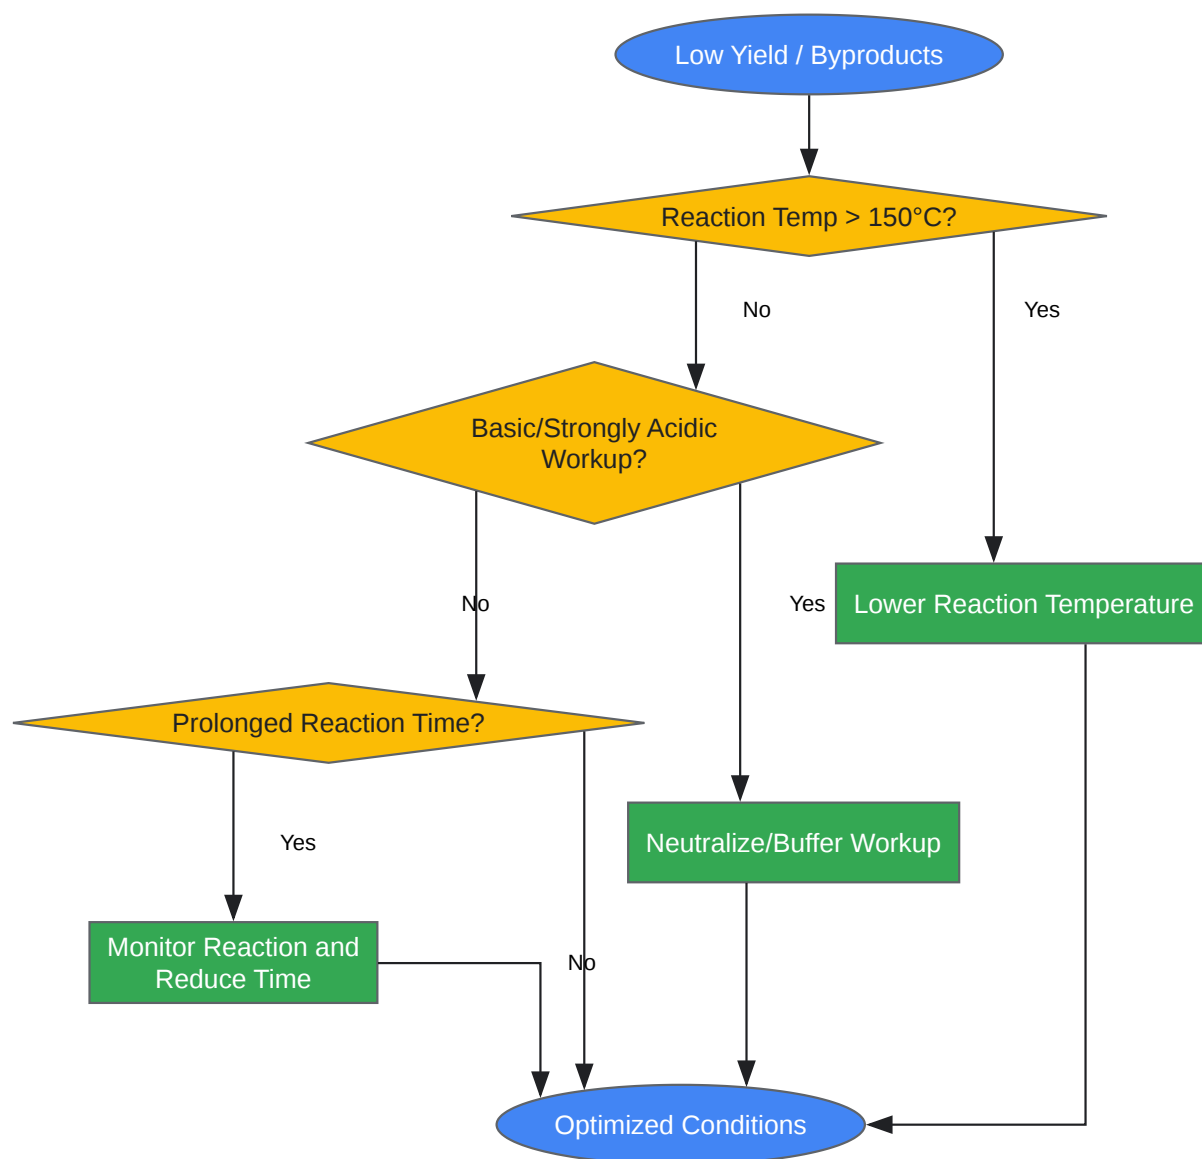 Low Yield / Byproducts
Reaction Temp > 150°C?
No
Yes
Basic/Strongly Acidic
Workup?
No
Yes
Lower Reaction Temperature
Prolonged Reaction Time?
Yes
Neutralize/Buffer Workup
Monitor Reaction and
Reduce Time
No
Optimized Conditions